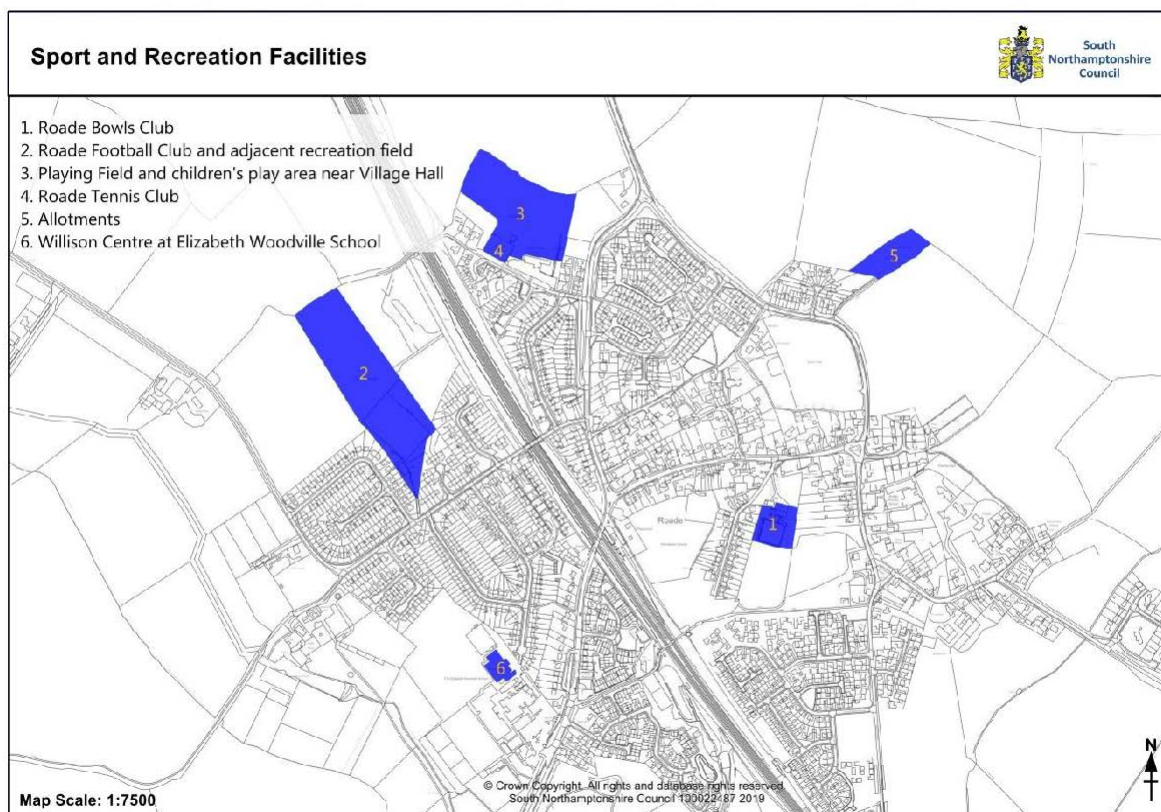 Sport and Recreation Facilities
South
Northamptonshire
Council
1. Roade Bowls Club
2. Roade Football Club and adjacent recreation field
3. Playing Field and children's play area near Village Hall
4. Roade Tennis Club
5. Allotments
6. Willison Centre at Elizabeth Woodville School
3
4
5
2
Roade
1
6
N
Map Scale: 1:7500
© Crown Copyright. All rights and database rights reserved
South Northamptonshire Council 100022487 2019